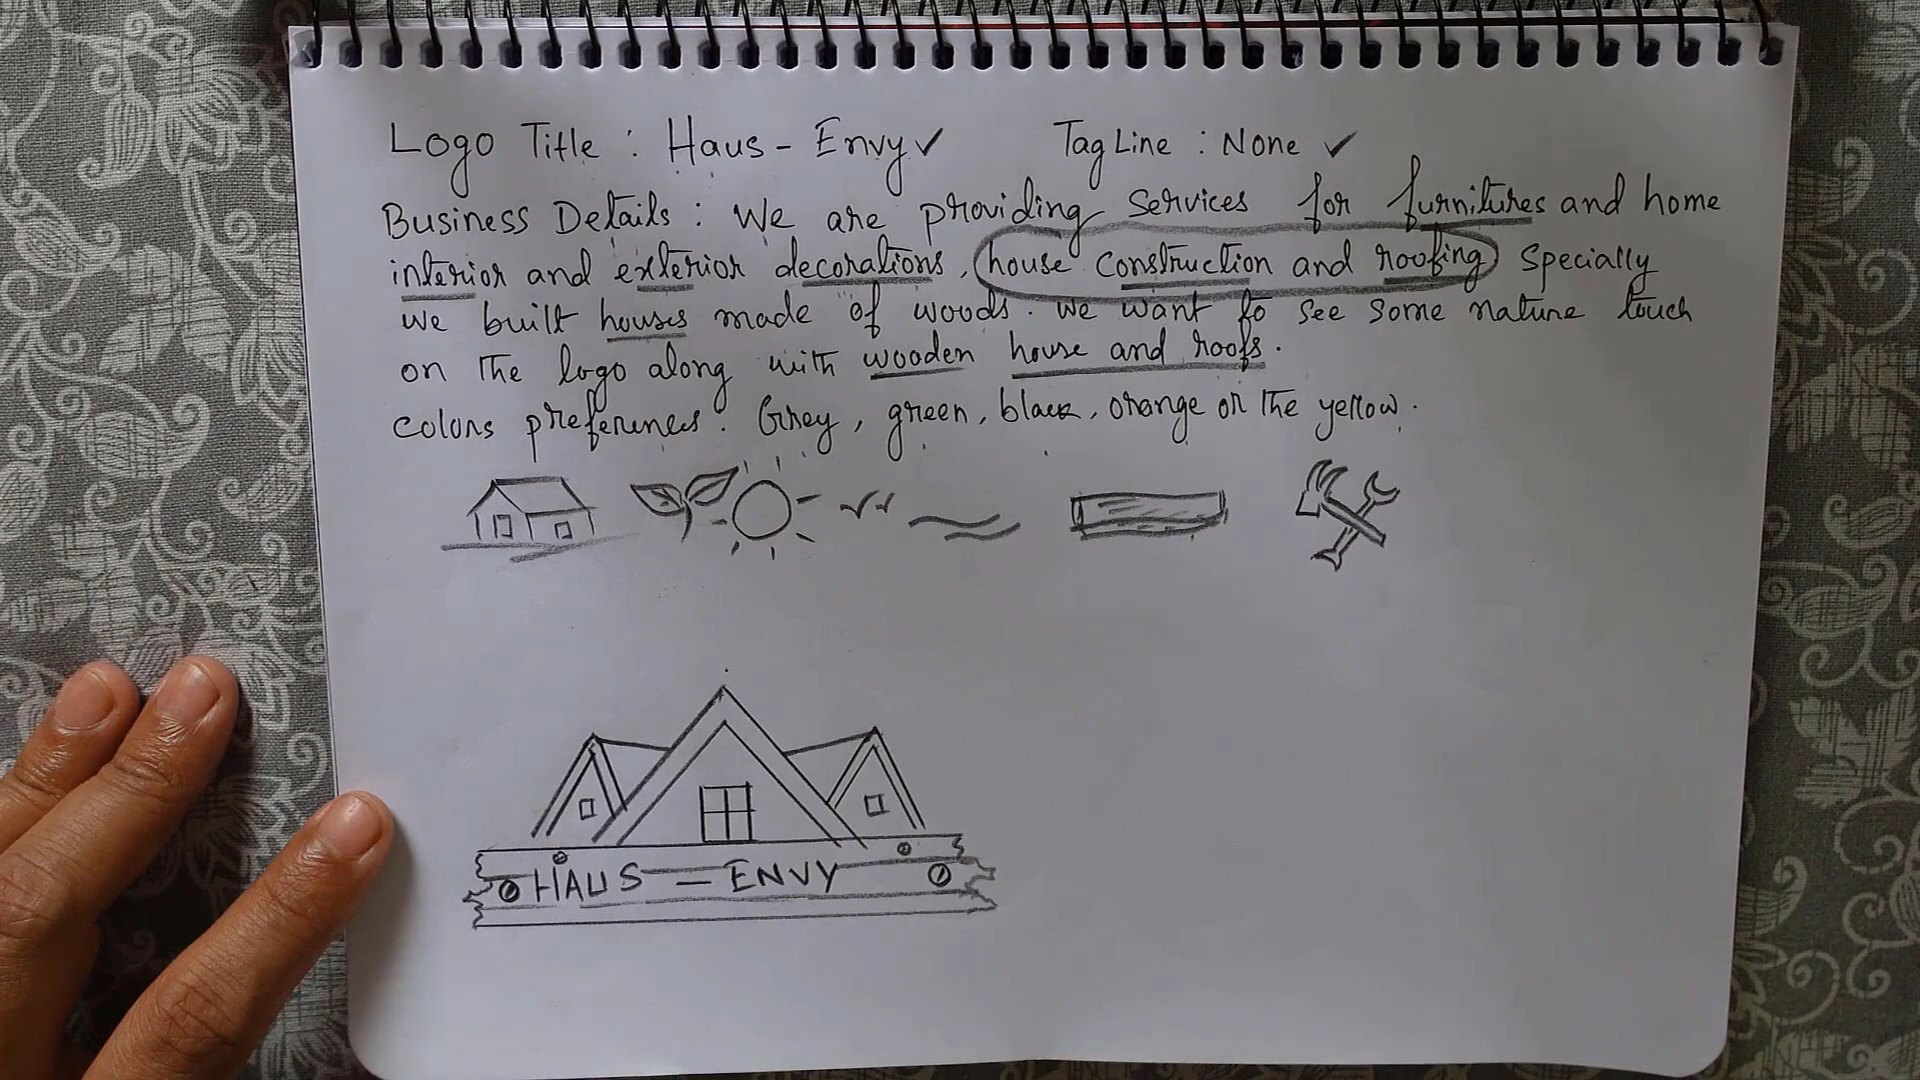 Logo Title : Haus - Envy ✓ Tag Line : None ✓
Business Details : We are providing Services for furnitures and home
interior and exterior decorations, house construction and roofing Specially
we built houses made of woods. We want to see some nature touch
on the logo along with wooden house and roofs.
colors preferences : Grey, green, black, orange or the yellow.
HAUS - ENVY